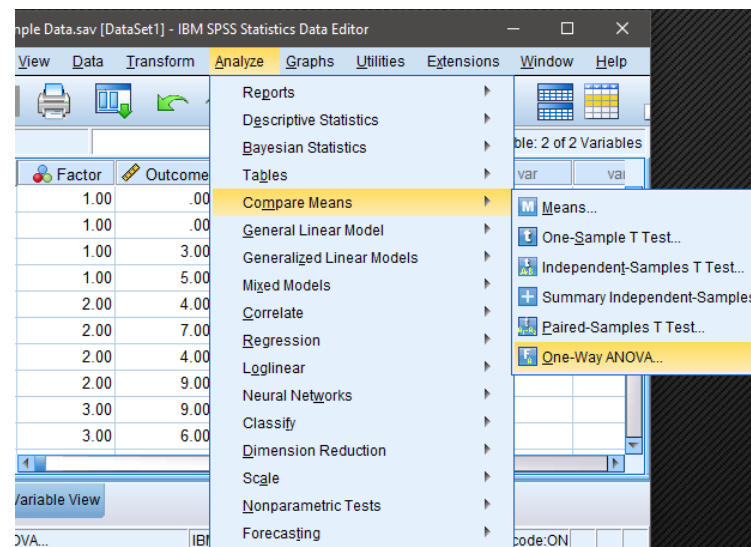 nple Data.sav [DataSet1] - IBM SPSS Statistics Data Editor
View Data Transform Analyze Graphs Utilities Extensions Window Help
Reports
Descriptive Statistics
Bayesian Statistics
Tables
Compare Means
General Linear Model
Generalized Linear Models
Mixed Models
Correlate
Regression
Loglinear
Neural Networks
Classify
Dimension Reduction
Scale
Nonparametric Tests
Forecasting
ble: 2 of 2 Variables
Factor Outcome var var
1.00 .00
1.00 .00
1.00 3.00
1.00 5.00
2.00 4.00
2.00 7.00
2.00 4.00
2.00 9.00
3.00 9.00
3.00 6.00
Means...
One-Sample T Test...
Independent-Samples T Test...
Summary Independent-Samples
Paired-Samples T Test...
One-Way ANOVA...
Variable View
OVA... IBM code:ON